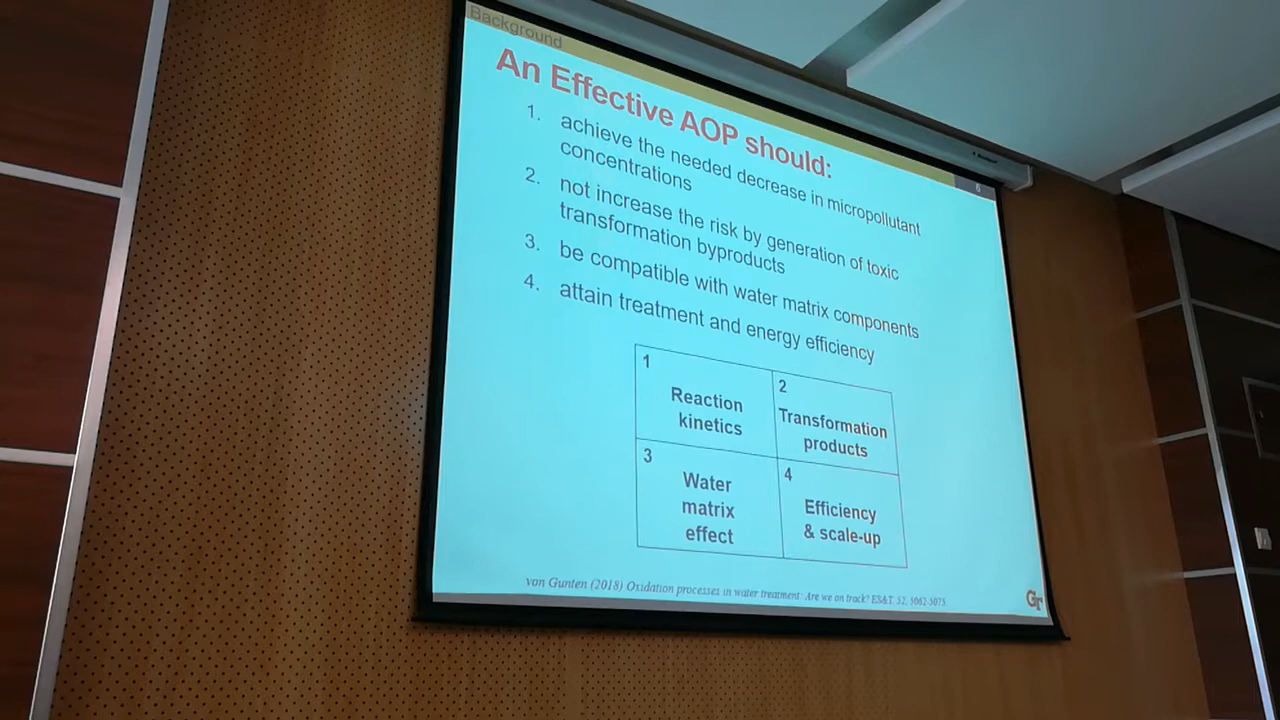 Background
An Effective AOP should:
6
1. achieve the needed decrease in micropollutant
concentrations
2. not increase the risk by generation of toxic
transformation byproducts
3. be compatible with water matrix components
4. attain treatment and energy efficiency
1
Reaction
kinetics
2
Transformation
products
3
Water
matrix
effect
4
Efficiency
& scale-up
von Gunten (2018) Oxidation processes in water treatment: Are we on track? ES&T. 52, 5062-5075.
GT